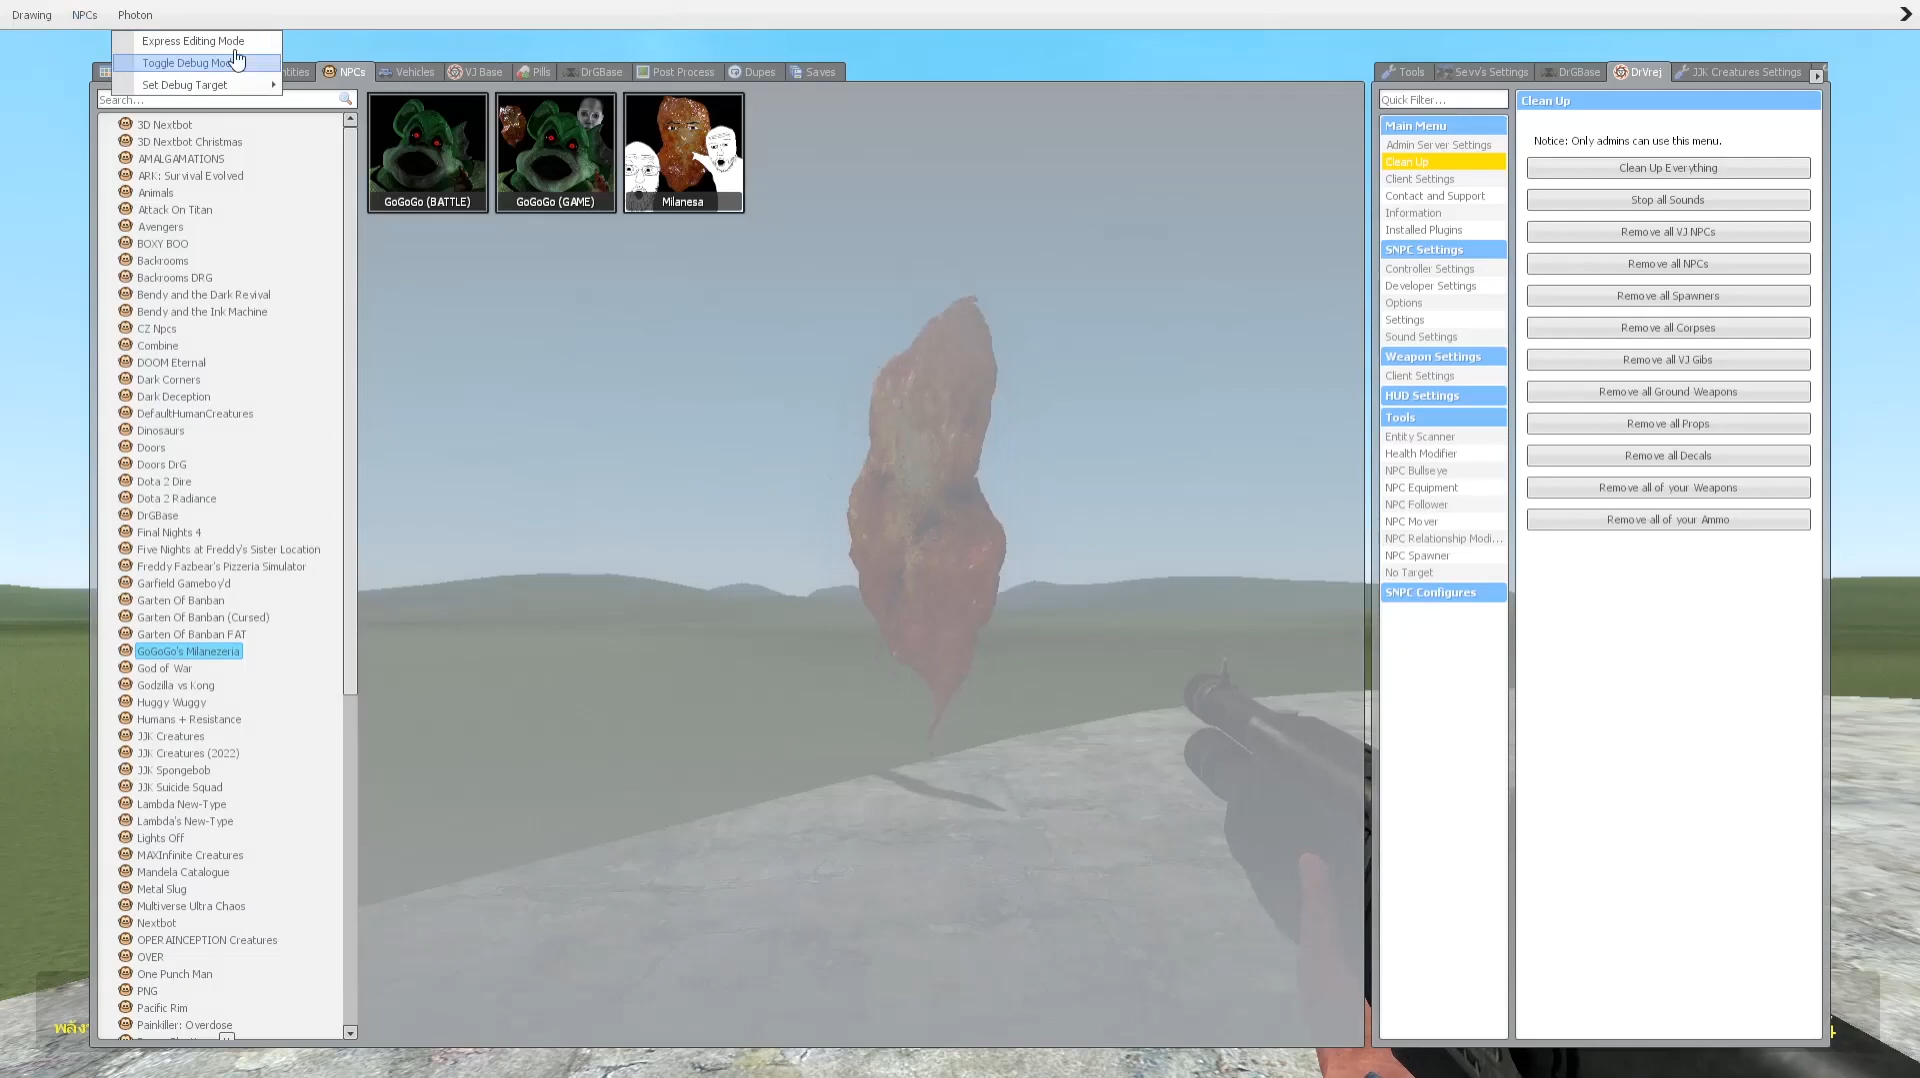 Drawing NPCs Photon
Express Editing Mode
Toggle Debug Mod
Set Debug Target
ntities NPCs Vehicles VJ Base Pills DrGBase Post Process Dupes Saves
Search...
3D Nextbot
3D Nextbot Christmas
AMALGAMATIONS
ARK: Survival Evolved
Animals
Attack On Titan
Avengers
BOXY BOO
Backrooms
Backrooms DRG
Bendy and the Dark Revival
Bendy and the Ink Machine
CZ Npcs
Combine
DOOM Eternal
Dark Corners
Dark Deception
DefaultHumanCreatures
Dinosaurs
Doors
Doors DrG
Dota 2 Dire
Dota 2 Radiance
DrGBase
Final Nights 4
Five Nights at Freddy's Sister Location
Freddy Fazbear's Pizzeria Simulator
Garfield Gameboy'd
Garten Of Banban
Garten Of Banban (Cursed)
Garten Of Banban FAT
GoGoGo's Milanezeria
God of War
Godzilla vs Kong
Huggy Wuggy
Humans + Resistance
JJK Creatures
JJK Creatures (2022)
JJK Spongebob
JJK Suicide Squad
Lambda New-Type
Lambda's New-Type
Lights Off
MAXInfinite Creatures
Mandela Catalogue
Metal Slug
Multiverse Ultra Chaos
Nextbot
OPERAINCEPTION Creatures
OVER
One Punch Man
PNG
Pacific Rim
Painkiller: Overdose
GoGoGo (BATTLE)
GoGoGo (GAME)
Milanesa
Tools Sevv's Settings DrGBase DrVrej JJK Creatures Settings
Quick Filter...
Main Menu
Admin Server Settings
Clean Up
Client Settings
Contact and Support
Information
Installed Plugins
SNPC Settings
Controller Settings
Developer Settings
Options
Settings
Sound Settings
Weapon Settings
Client Settings
HUD Settings
Tools
Entity Scanner
Health Modifier
NPC Bullseye
NPC Equipment
NPC Follower
NPC Mover
NPC Relationship Modi...
NPC Spawner
No Target
SNPC Configures
Clean Up
Notice: Only admins can use this menu.
Clean Up Everything
Stop all Sounds
Remove all VJ NPCs
Remove all NPCs
Remove all Spawners
Remove all Corpses
Remove all VJ Gibs
Remove all Ground Weapons
Remove all Props
Remove all Decals
Remove all of your Weapons
Remove all of your Ammo
พลัง